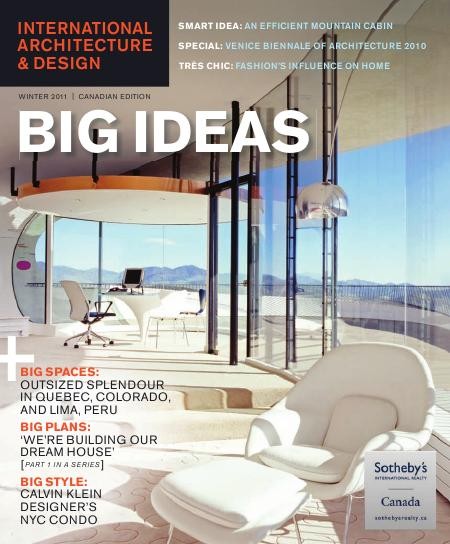 INTERNATIONAL
ARCHITECTURE
& DESIGN
SMART IDEA: AN EFFICIENT MOUNTAIN CABIN
SPECIAL: VENICE BIENNALE OF ARCHITECTURE 2010
TRÈS CHIC: FASHION'S INFLUENCE ON HOME
WINTER 2011 | CANADIAN EDITION
BIG IDEAS
+
BIG SPACES:
OUTSIZED SPLENDOUR
IN QUEBEC, COLORADO,
AND LIMA, PERU
BIG PLANS:
'WE'RE BUILDING OUR
DREAM HOUSE'
[PART 1 IN A SERIES]
BIG STYLE:
CALVIN KLEIN
DESIGNER'S
NYC CONDO
Sotheby's
INTERNATIONAL REALTY
Canada
sothebysrealty.ca